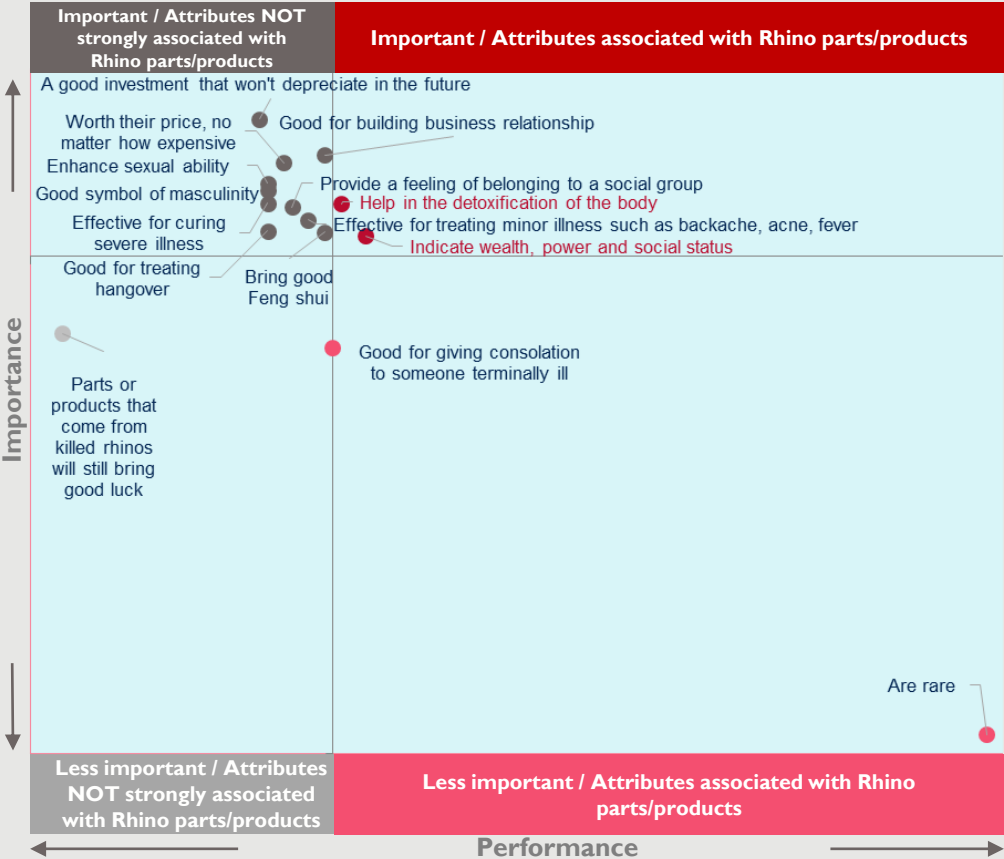 Important / Attributes NOT
strongly associated with
Rhino parts/products
Important / Attributes associated with Rhino parts/products
A good investment that won't depreciate in the future
Worth their price, no
matter how expensive
Good for building business relationship
Enhance sexual ability
Good symbol of masculinity
Provide a feeling of belonging to a social group
Help in the detoxification of the body
Effective for curing
severe illness
Effective for treating minor illness such as backache, acne, fever
Indicate wealth, power and social status
Good for treating
hangover
Bring good
Feng shui
Importance
Good for giving consolation
to someone terminally ill
Parts or
products that
come from
killed rhinos
will still bring
good luck
Are rare
Less important / Attributes
NOT strongly associated
with Rhino parts/products
Less important / Attributes associated with Rhino
parts/products
Performance